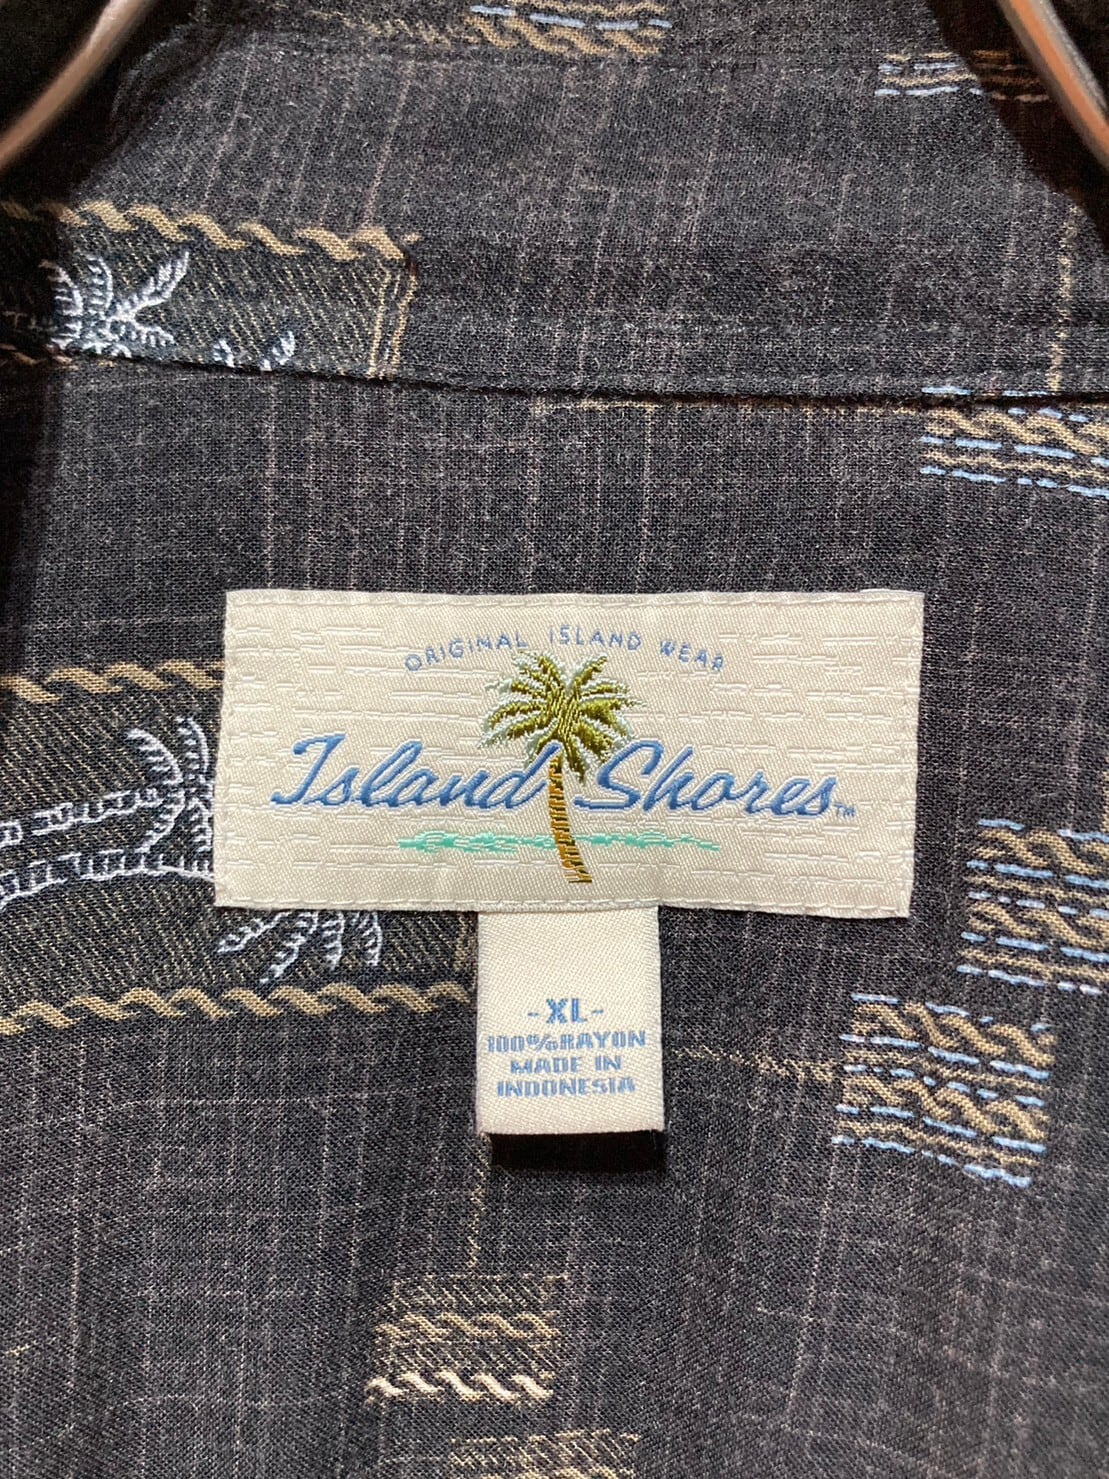 ORIGINAL ISLAND WEAR
Island Shores™
-XL-
100%RAYON
MADE IN
INDONESIA